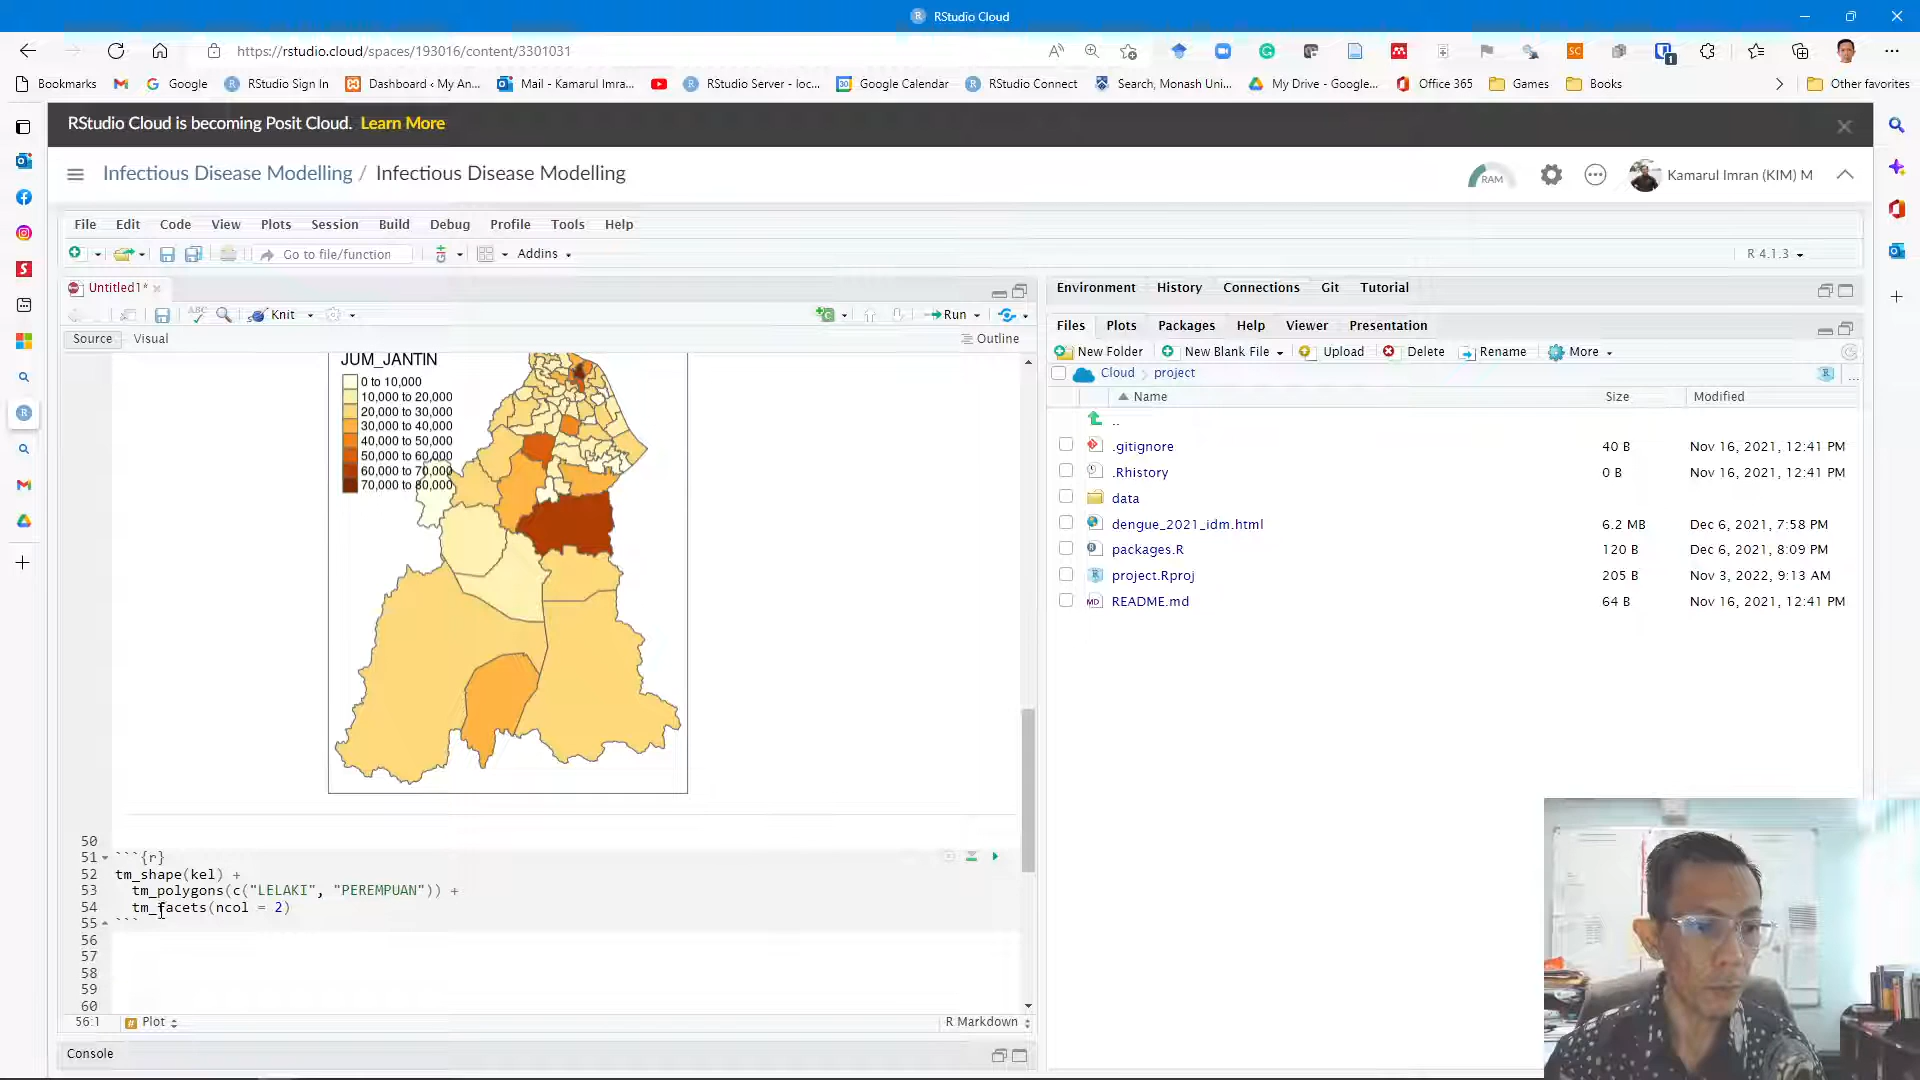 RStudio Cloud
https://rstudio.cloud/spaces/193016/content/3301031
Bookmarks Google RStudio Sign In Dashboard ‹ My An... Mail - Kamarul Imra... RStudio Server - loc... Google Calendar RStudio Connect Search, Monash Uni... My Drive - Google... Office 365 Games Books Other favorites
RStudio Cloud is becoming Posit Cloud. Learn More
Infectious Disease Modelling / Infectious Disease Modelling RAM Kamarul Imran (KIM) M
File Edit Code View Plots Session Build Debug Profile Tools Help
Go to file/function Addins R 4.1.3
Untitled1*
Knit Run
Source Visual Outline
JUM_JANTIN
0 to 10,000
10,000 to 20,000
20,000 to 30,000
30,000 to 40,000
40,000 to 50,000
50,000 to 60,000
60,000 to 70,000
70,000 to 80,000
50
51 ```{r}
52 tm_shape(kel) +
53 tm_polygons(c("LELAKI", "PEREMPUAN")) +
54 tm_facets(ncol = 2)
55 ```
56
57
58
59
60
56:1 Plot R Markdown
Console
Environment History Connections Git Tutorial
Files Plots Packages Help Viewer Presentation
New Folder New Blank File Upload Delete Rename More
Cloud project ...
Name Size Modified
..
.gitignore 40 B Nov 16, 2021, 12:41 PM
.Rhistory 0 B Nov 16, 2021, 12:41 PM
data
dengue_2021_idm.html 6.2 MB Dec 6, 2021, 7:58 PM
packages.R 120 B Dec 6, 2021, 8:09 PM
project.Rproj 205 B Nov 3, 2022, 9:13 AM
README.md 64 B Nov 16, 2021, 12:41 PM